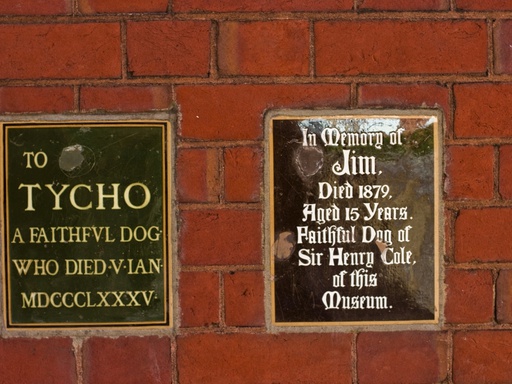 TO
TYCHO
A FAITHFVL DOG
WHO DIED·V·IAN·
MDCCCLXXXV·
In Memory of
Jim,
Died 1879,
Aged 15 Years.
Faithful Dog of
Sir Henry Cole,
of this
Museum.